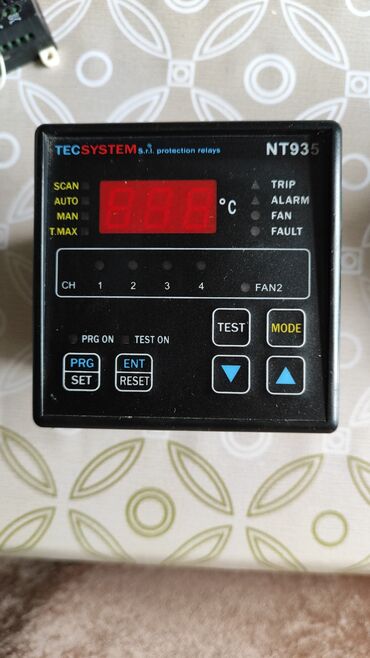 TECSYSTEM S.r.l. protection relays NT935
SCAN
AUTO
MAN
T.MAX
°C
TRIP
ALARM
FAN
FAULT
CH 1 2 3 4 FAN2
PRG ON TEST ON
TEST MODE
PRG
SET
ENT
RESET